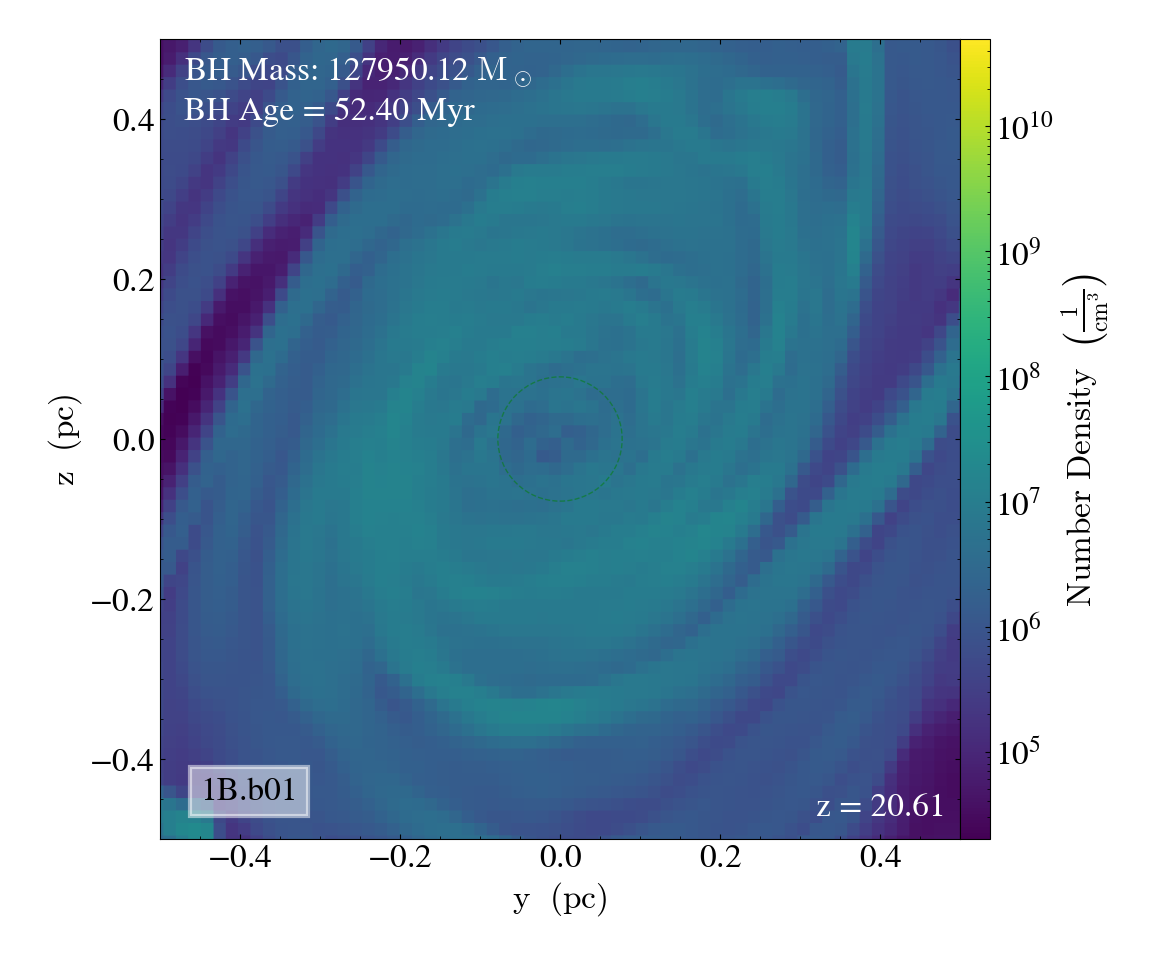 BH Mass: 127950.12 M⊙
BH Age = 52.40 Myr
0.4
0.2
0.0
−0.2
−0.4
z (pc)
1B.b01
z = 20.61
−0.4 −0.2 0.0 0.2 0.4
y (pc)
10¹⁰
10⁹
10⁸
10⁷
10⁶
10⁵
Number Density (1/cm³)